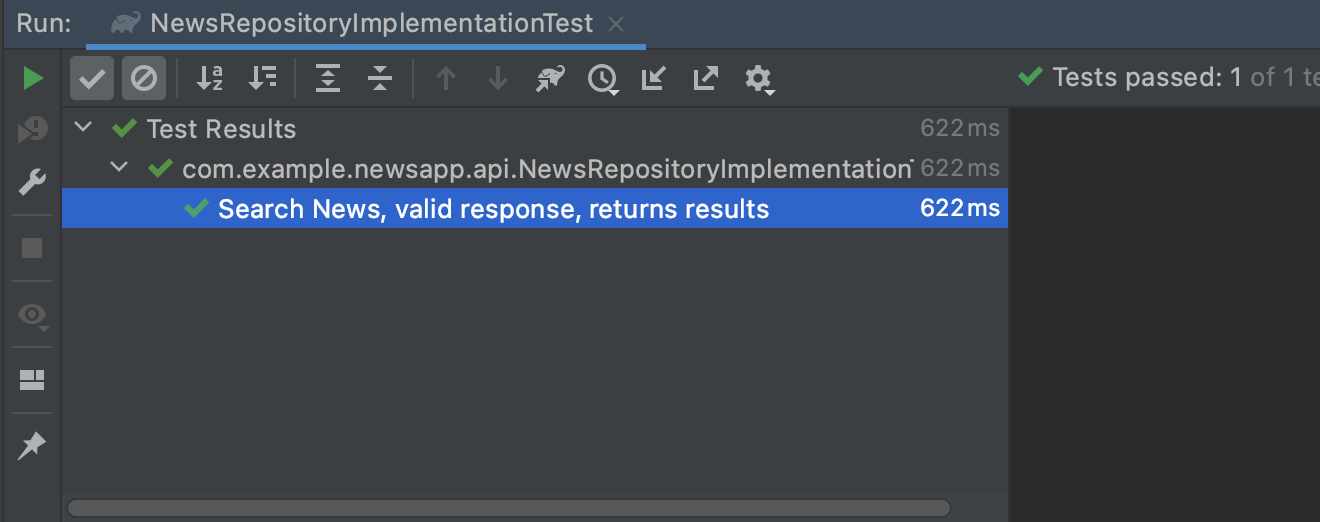 Run: NewsRepositoryImplementationTest
Tests passed: 1 of 1 te
Test Results 622 ms
com.example.newsapp.api.NewsRepositoryImplementation 622 ms
Search News, valid response, returns results 622 ms